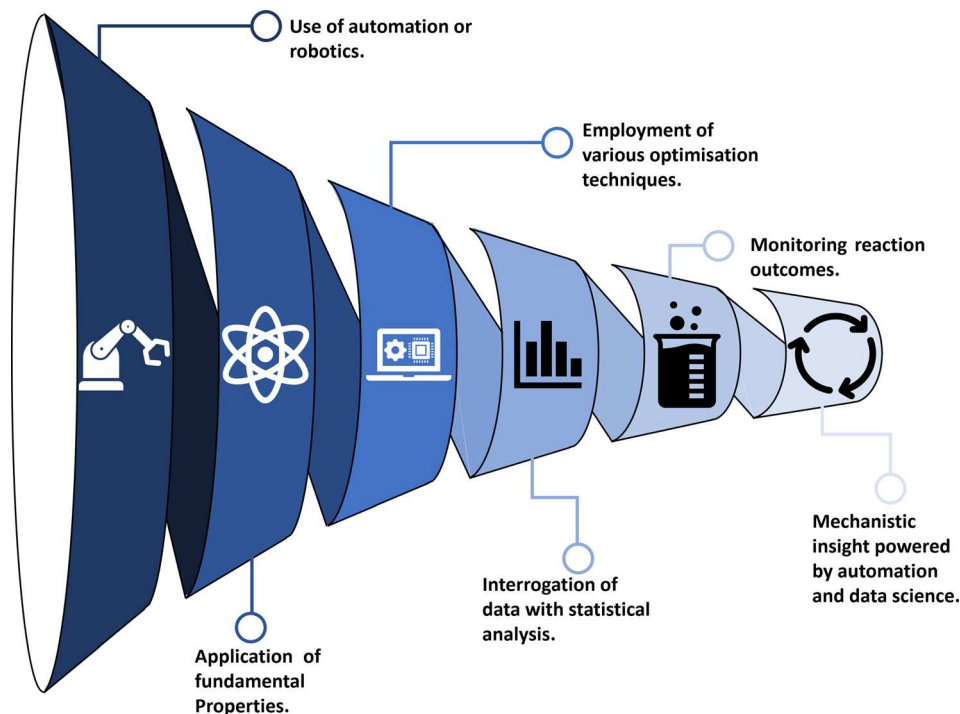 Use of automation or
robotics.
Employment of
various optimisation
techniques.
Monitoring reaction
outcomes.
Mechanistic
insight powered
by automation
and data science.
Interrogation of
data with statistical
analysis.
Application of
fundamental
Properties.